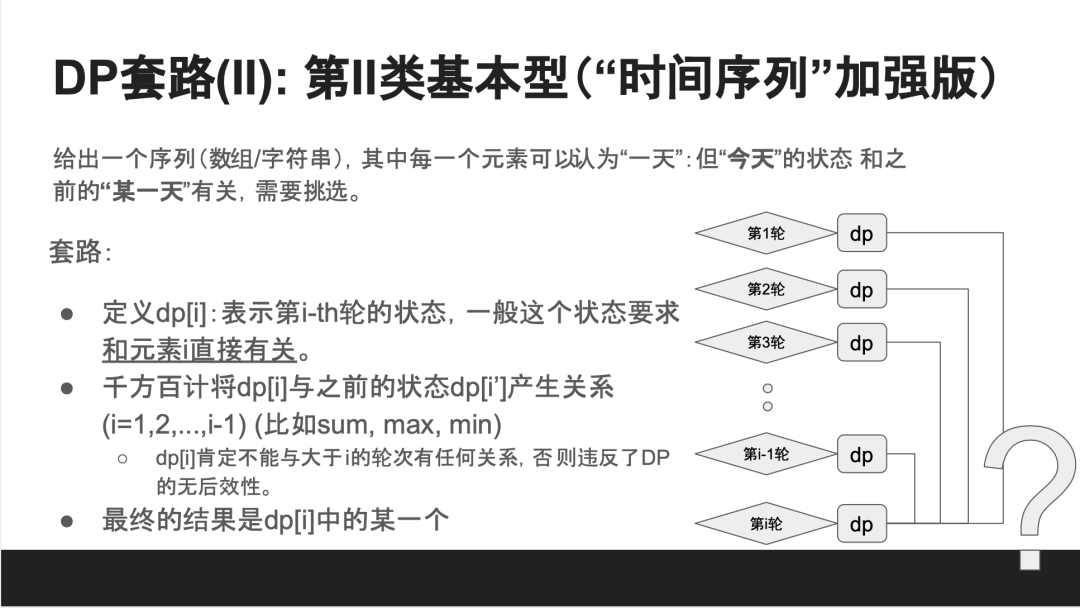 DP套路(II): 第II类基本型（“时间序列”加强版）
给出一个序列（数组/字符串），其中每一个元素可以认为“一天”：但“今天”的状态 和之
前的“某一天”有关，需要挑选。
套路：
● 定义dp[i]：表示第i-th轮的状态，一般这个状态要求
和元素i直接有关。
● 千方百计将dp[i]与之前的状态dp[i’]产生关系
(i=1,2,...,i-1) (比如sum, max, min)
○ dp[i]肯定不能与大于i的轮次有任何关系，否则违反了DP
的无后效性。
● 最终的结果是dp[i]中的某一个
第1轮 dp
第2轮 dp
第3轮 dp
第i-1轮 dp
第i轮 dp
?